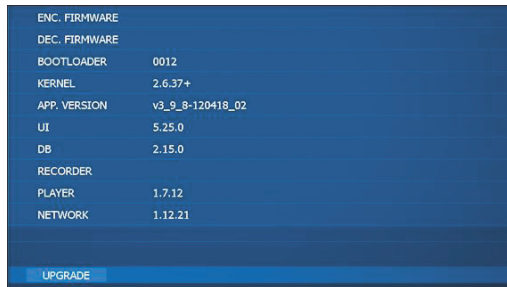 ENC. FIRMWARE
DEC. FIRMWARE
BOOTLOADER 0012
KERNEL 2.6.37+
APP. VERSION v3_9_8-120418_02
UI 5.25.0
DB 2.15.0
RECORDER
PLAYER 1.7.12
NETWORK 1.12.21
UPGRADE